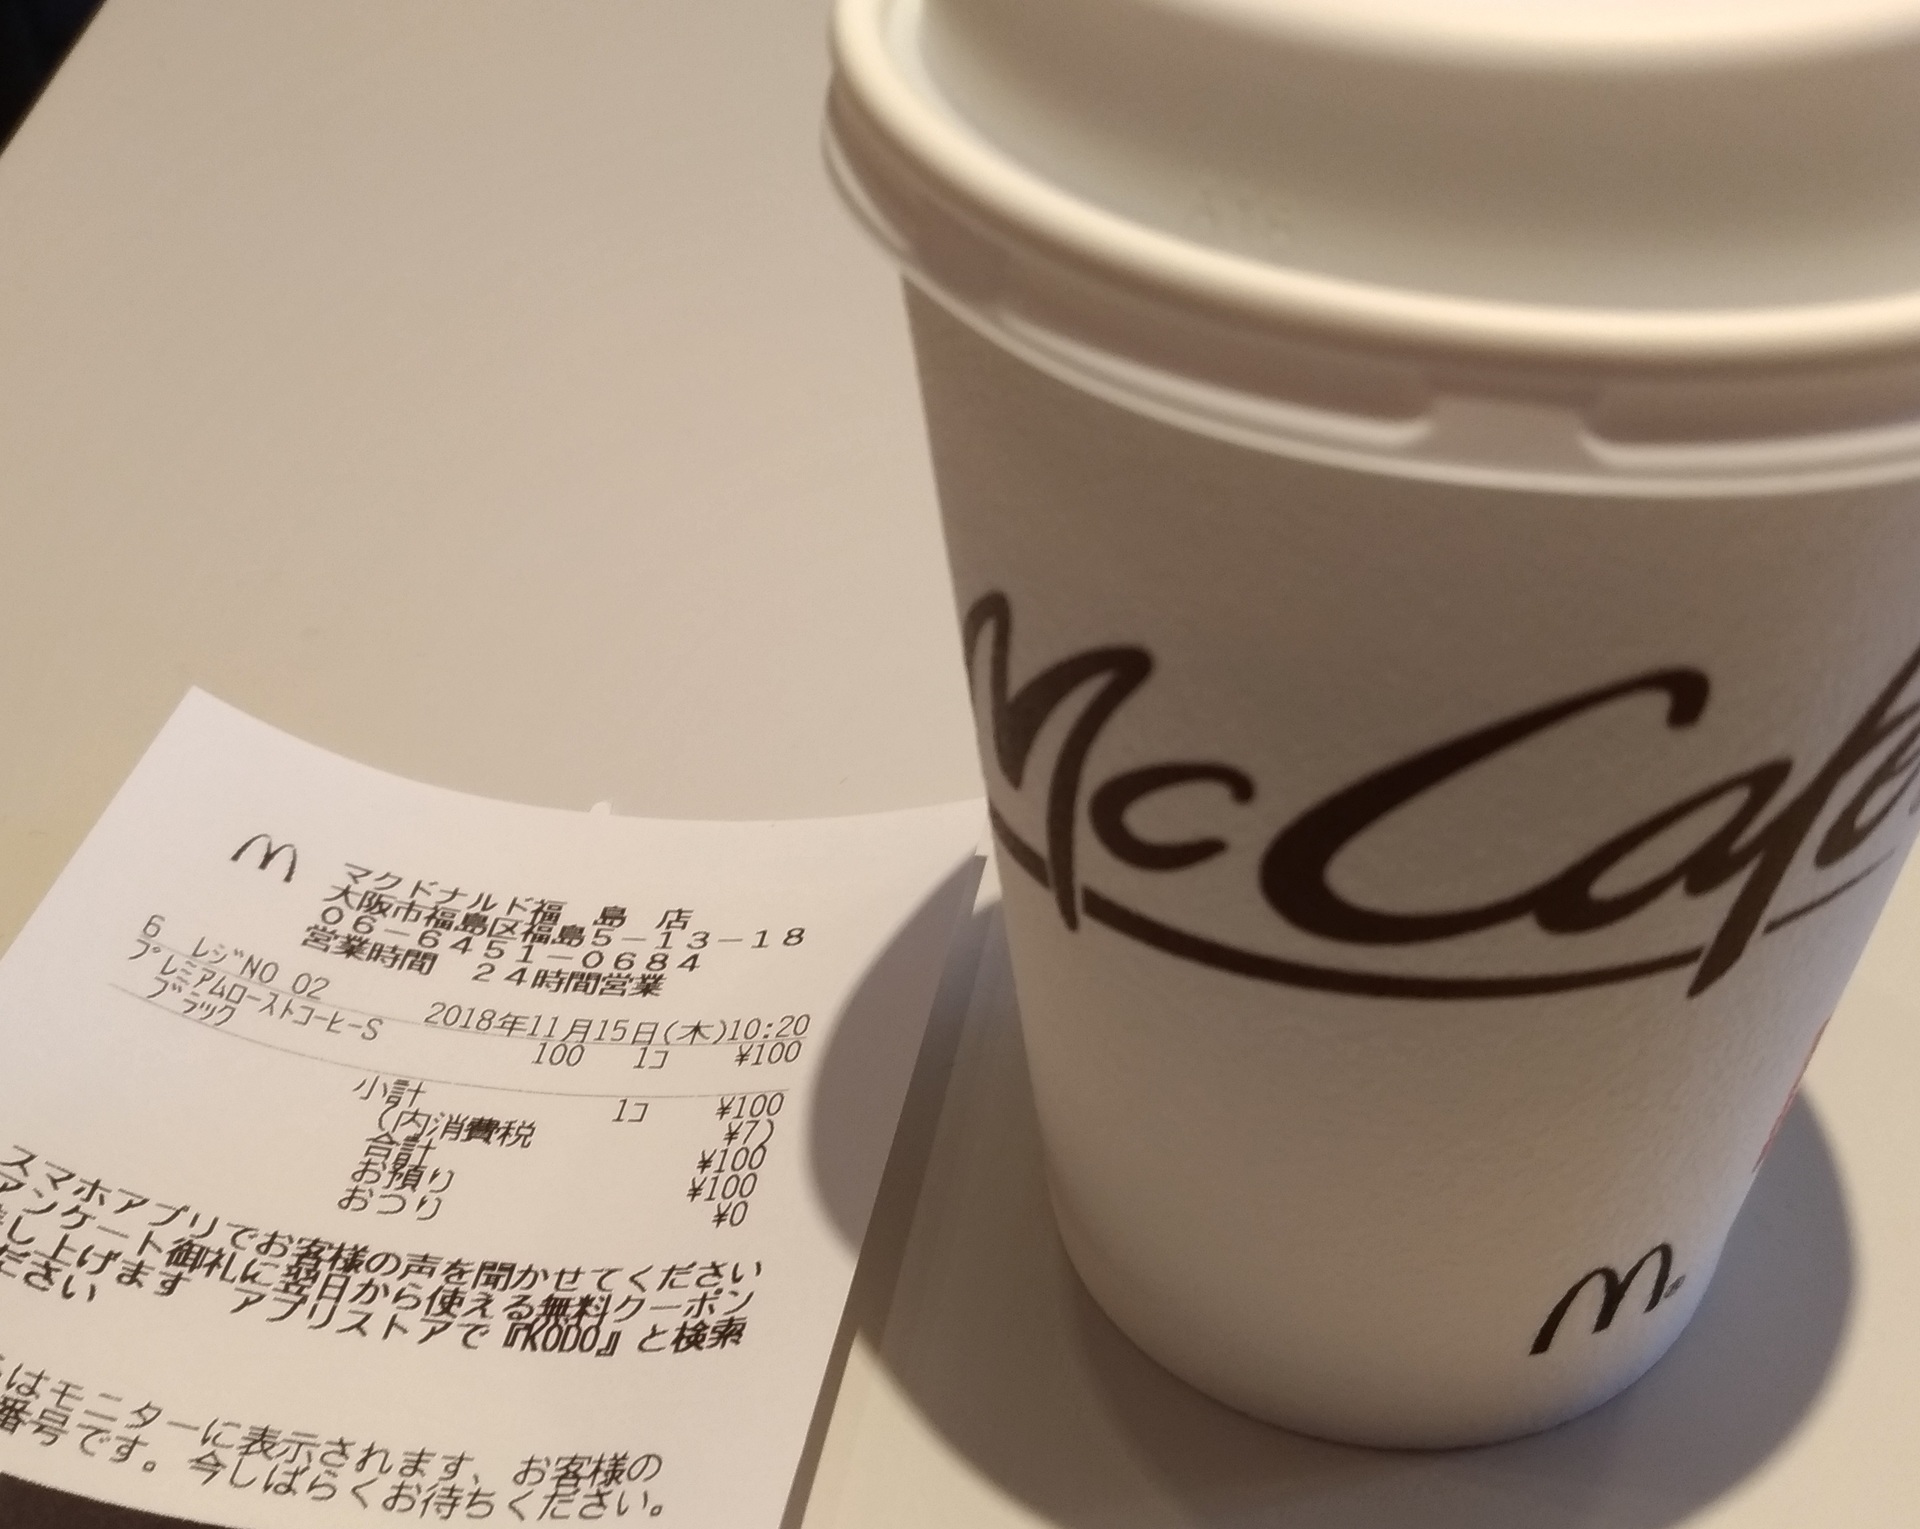 McCafé
マクドナルド福 島 店
大阪市福島区福島5-13-18
06-6451-0684
営業時間 24時間営業
6 レジNO 02 2018年11月15日(木)10:20
プレミアムローストコーヒーS 100 1コ ¥100
ブラック
小計 1コ ¥100
(内消費税 ¥7)
合計 ¥100
お預り ¥100
おつり ¥0
スマホアプリでお客様の声を聞かせてください
アンケート御礼に翌日から使える無料クーポン
し上げます アプリストアで『KODO』と検索
ださい
はモニターに表示されます、お客様の
番号です。今しばらくお待ちください。